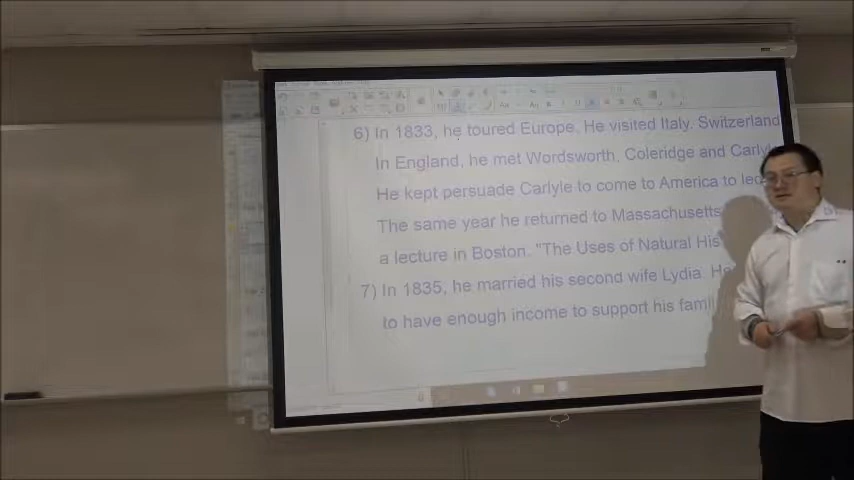 6) In 1833, he toured Europe. He visited Italy. Switzerland
In England, he met Wordsworth, Coleridge and Carlyle
He kept persuade Carlyle to come to America to lec
The same year he returned to Massachusetts
a lecture in Boston. "The Uses of Natural His
7) In 1835, he married his second wife Lydia. He
to have enough income to support his famil